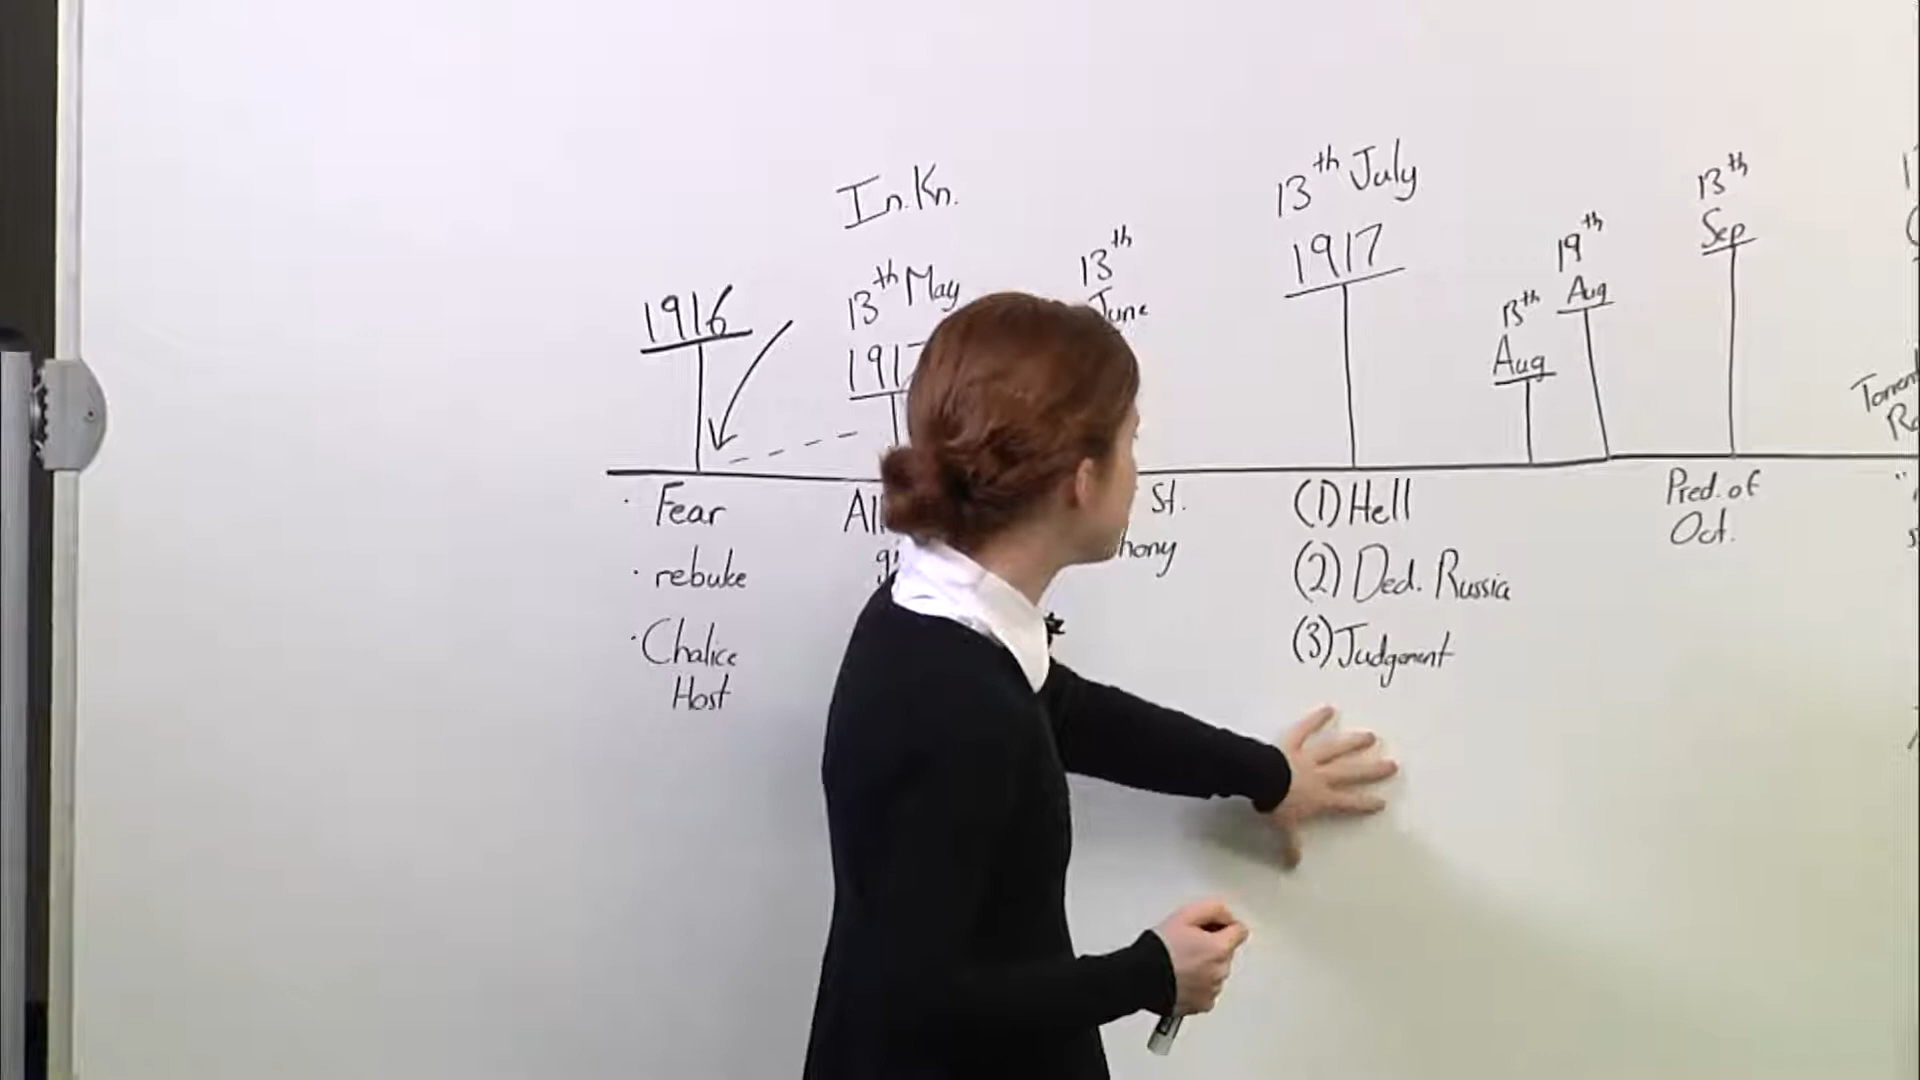 In. Kn.
1916
13th May
13th
June
13th July
1917
13th
Aug
19th
Aug
13th
Sep
· Fear
· rebuke
· Chalice
Host
St.
(1) Hell
(2) Ded. Russia
(3) Judgment
Pred. of
Oct.